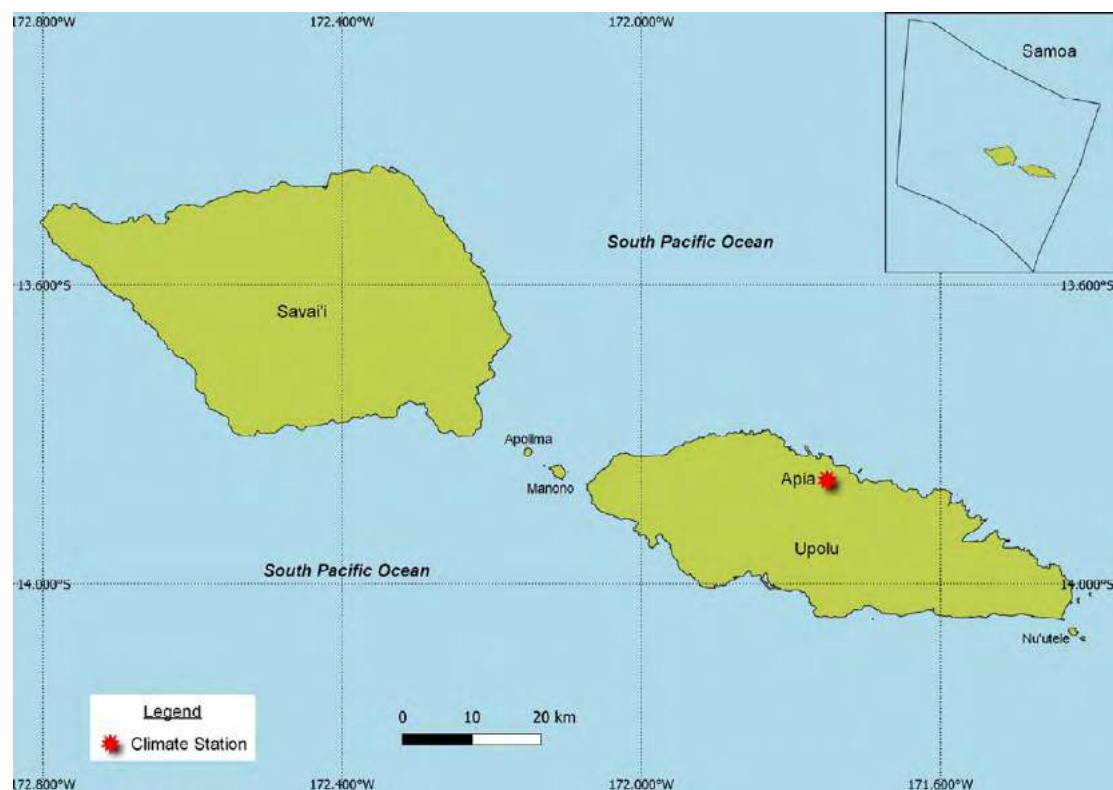 172.800°W 172.400°W 172.000°W
Samoa
South Pacific Ocean
13.600°S 13.600°S
Savai'i
Apolima
Manono
Apia
Upolu
South Pacific Ocean
14.000°S 14.000°S
Nu'utele
Legend
Climate Station
0 10 20 km
172.800°W 172.400°W 172.000°W 171.600°W